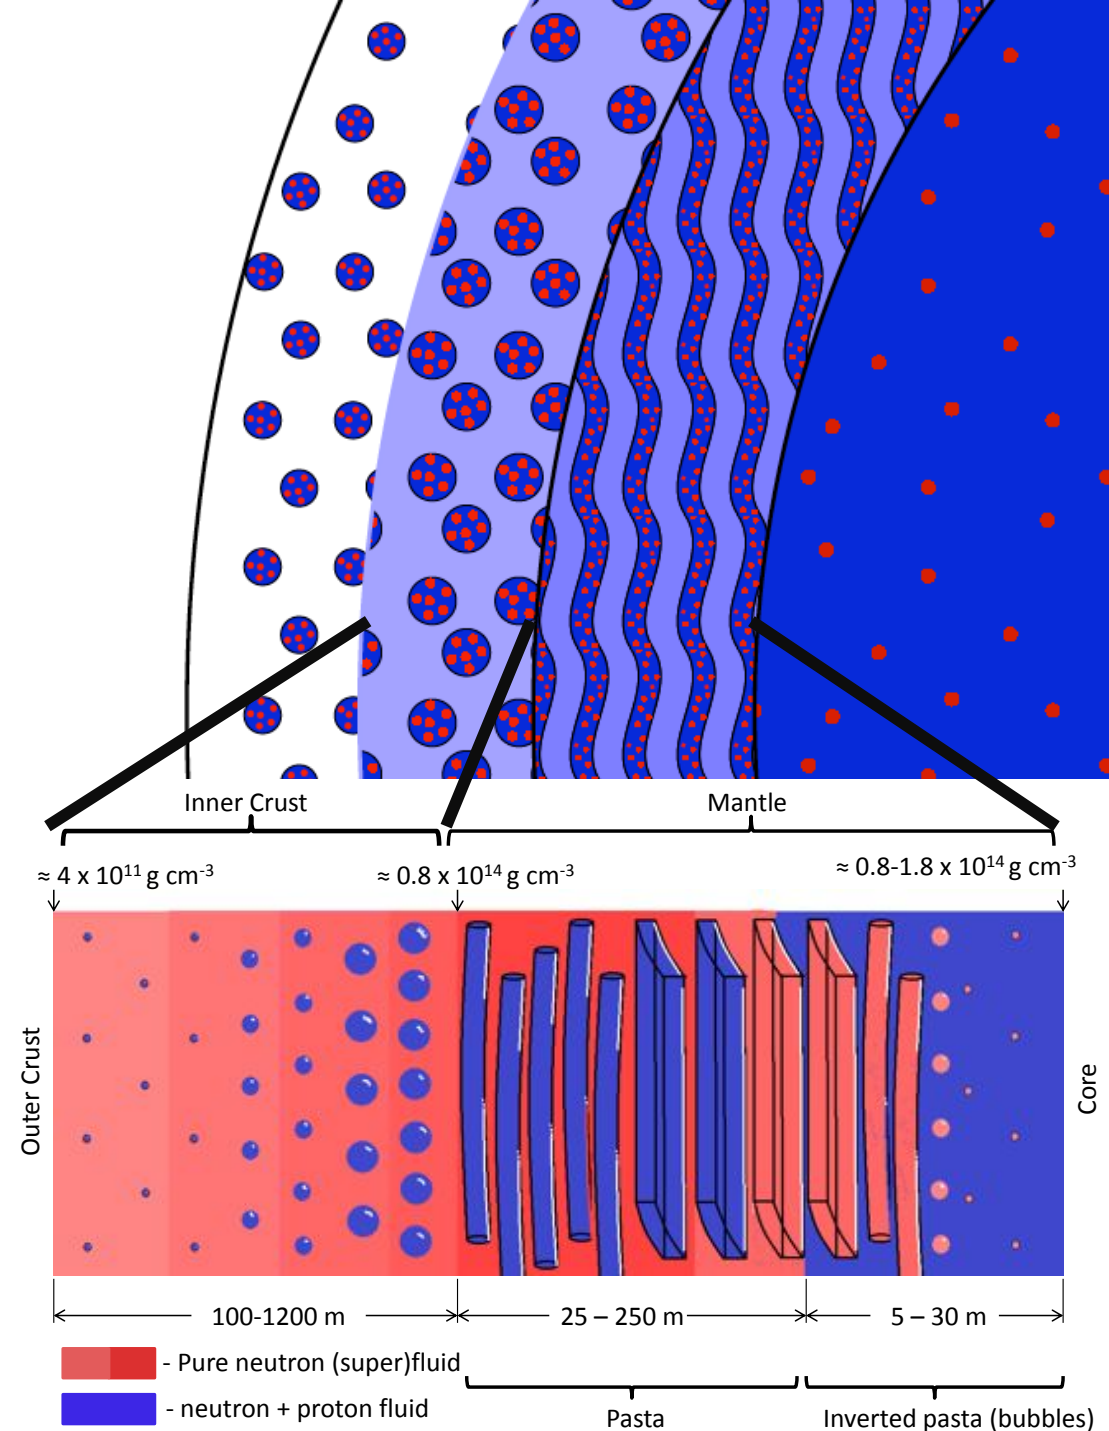 Inner Crust
Mantle
≈ 4 x 10¹¹ g cm⁻³
≈ 0.8 x 10¹⁴ g cm⁻³
≈ 0.8-1.8 x 10¹⁴ g cm⁻³
Outer Crust
Core
100-1200 m
25 – 250 m
5 – 30 m
- Pure neutron (super)fluid
- neutron + proton fluid
Pasta
Inverted pasta (bubbles)